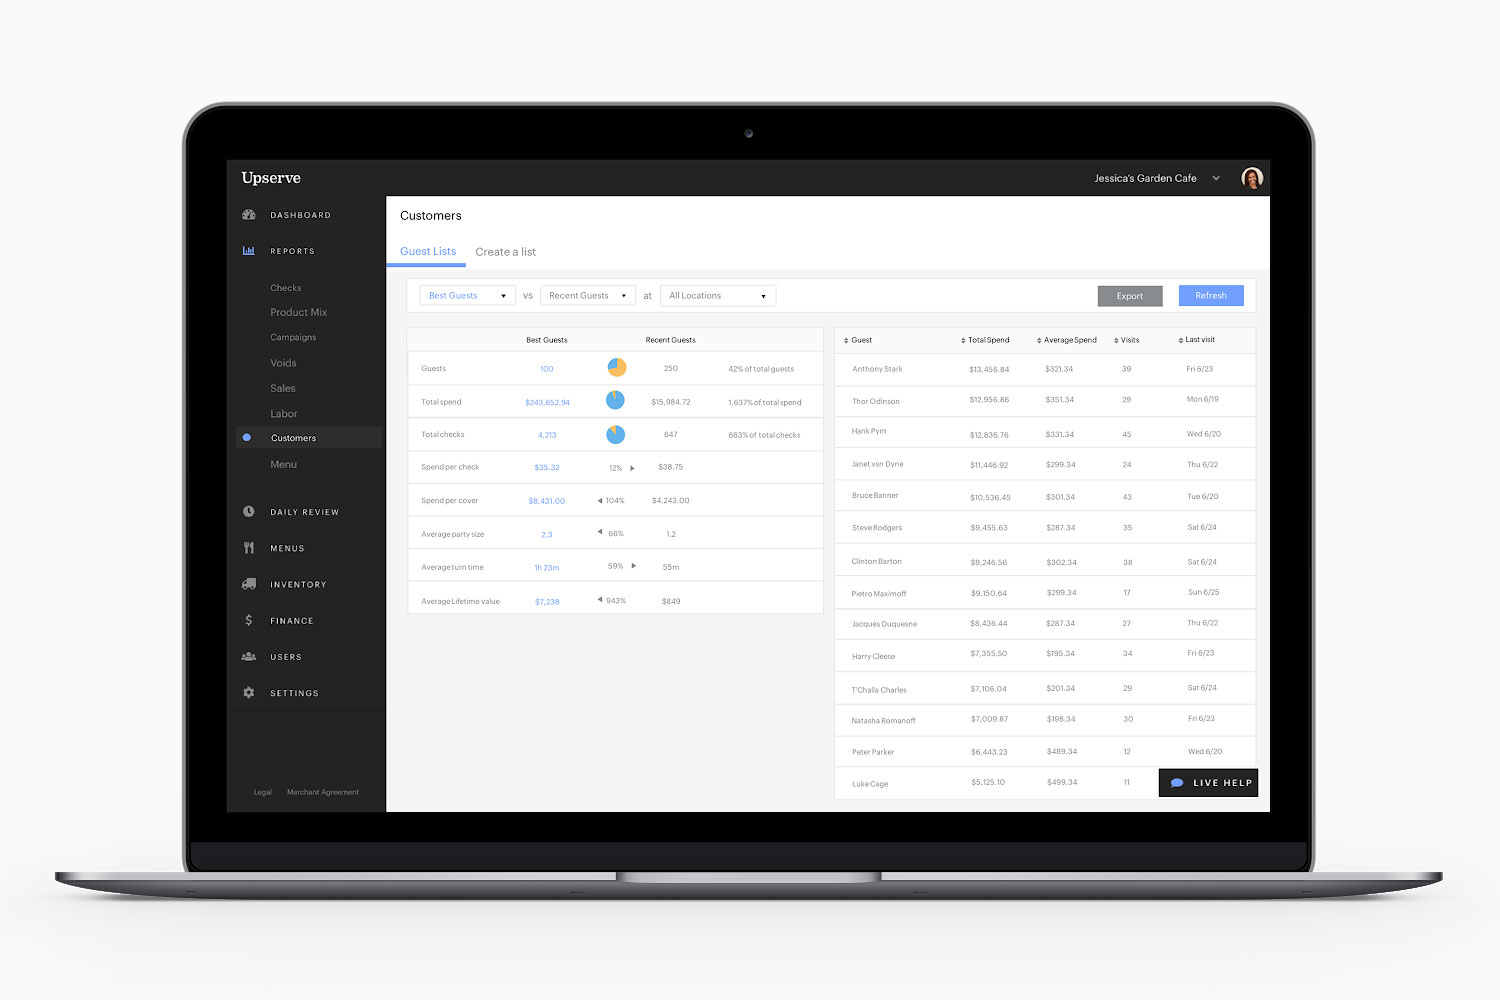 Upserve
Jessica's Garden Cafe
DASHBOARD
REPORTS
Checks
Product Mix
Campaigns
Voids
Sales
Labor
Customers
Menu
DAILY REVIEW
MENUS
INVENTORY
FINANCE
USERS
SETTINGS
Legal Merchant Agreement
Customers
Guest Lists Create a list
Best Guests vs Recent Guests at All Locations Export Refresh
Best Guests Recent Guests
Guests 100 250 42% of total guests
Total spend $243,652.94 $15,984.72 1,637% of total spend
Total checks 4,213 647 663% of total checks
Spend per check $35.32 12% $38.75
Spend per cover $8,431.00 104% $4,243.00
Average party size 2.3 66% 1.2
Average turn time 1h 23m 59% 55m
Average Lifetime value $7,238 943% $849
Guest Total Spend Average Spend Visits Last visit
Anthony Stark $13,456.84 $321.34 39 Fri 6/23
Thor Odinson $12,956.86 $351.34 29 Mon 6/19
Hank Pym $12,836.76 $331.34 45 Wed 6/20
Janet vsn Dyne $11,446.92 $299.34 24 Thu 6/22
Bruce Banner $10,536.45 $301.34 43 Tue 6/20
Steve Rodgers $9,455.63 $287.34 35 Sat 6/24
Clinton Barton $9,246.56 $302.34 38 Sat 6/24
Pietro Maximoff $9,150.64 $299.34 17 Sun 6/25
Jacques Duquesne $8,436.44 $287.34 27 Thu 6/22
Harry Cleese $7,355.50 $195.34 34 Fri 6/23
T'Challa Charles $7,106.04 $201.34 29 Sat 6/24
Natasha Romanoff $7,009.87 $198.34 30 Fri 6/23
Peter Parker $6,443.23 $489.34 12 Wed 6/20
Luke Cage $5,125.10 $499.34 11
LIVE HELP